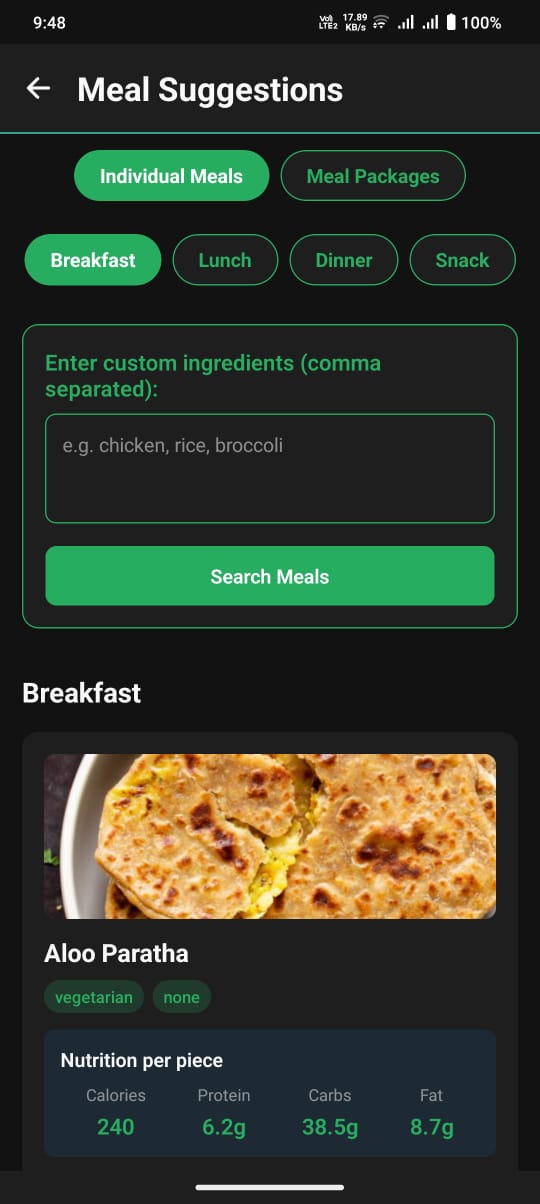 9:48
Voli LTE2 17.89 KB/s 100%
Meal Suggestions
Individual Meals Meal Packages
Breakfast Lunch Dinner Snack
Enter custom ingredients (comma
separated):
e.g. chicken, rice, broccoli
Search Meals
Breakfast
Aloo Paratha
vegetarian none
Nutrition per piece
Calories Protein Carbs Fat
240 6.2g 38.5g 8.7g